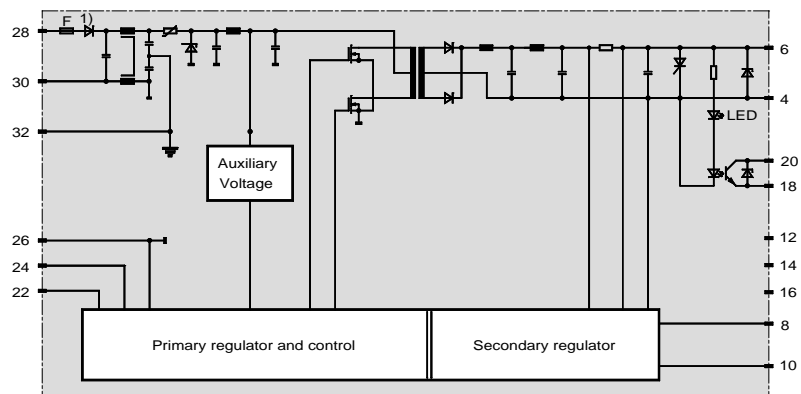 F 1)
28
6
30
4
LED
32
20
Auxiliary
Voltage
18
26
12
24
14
22
16
Primary regulator and control
Secondary regulator
8
10